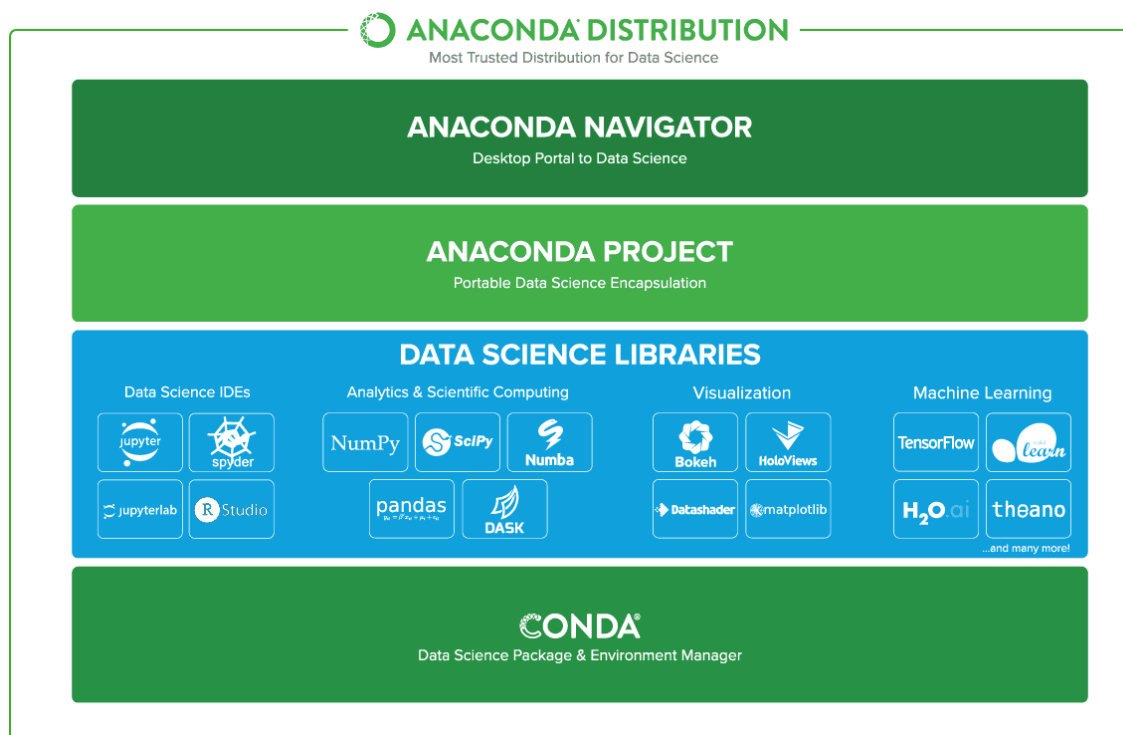 ANACONDA® DISTRIBUTION
Most Trusted Distribution for Data Science
ANACONDA NAVIGATOR
Desktop Portal to Data Science
ANACONDA PROJECT
Portable Data Science Encapsulation
DATA SCIENCE LIBRARIES
Data Science IDEs
jupyter
spyder
jupyterlab
R Studio
Analytics & Scientific Computing
NumPy
SciPy
Numba
pandas
DASK
Visualization
Bokeh
HoloViews
Datashader
matplotlib
Machine Learning
TensorFlow
learn
H₂O.ai
theano
...and many more!
CONDA®
Data Science Package & Environment Manager